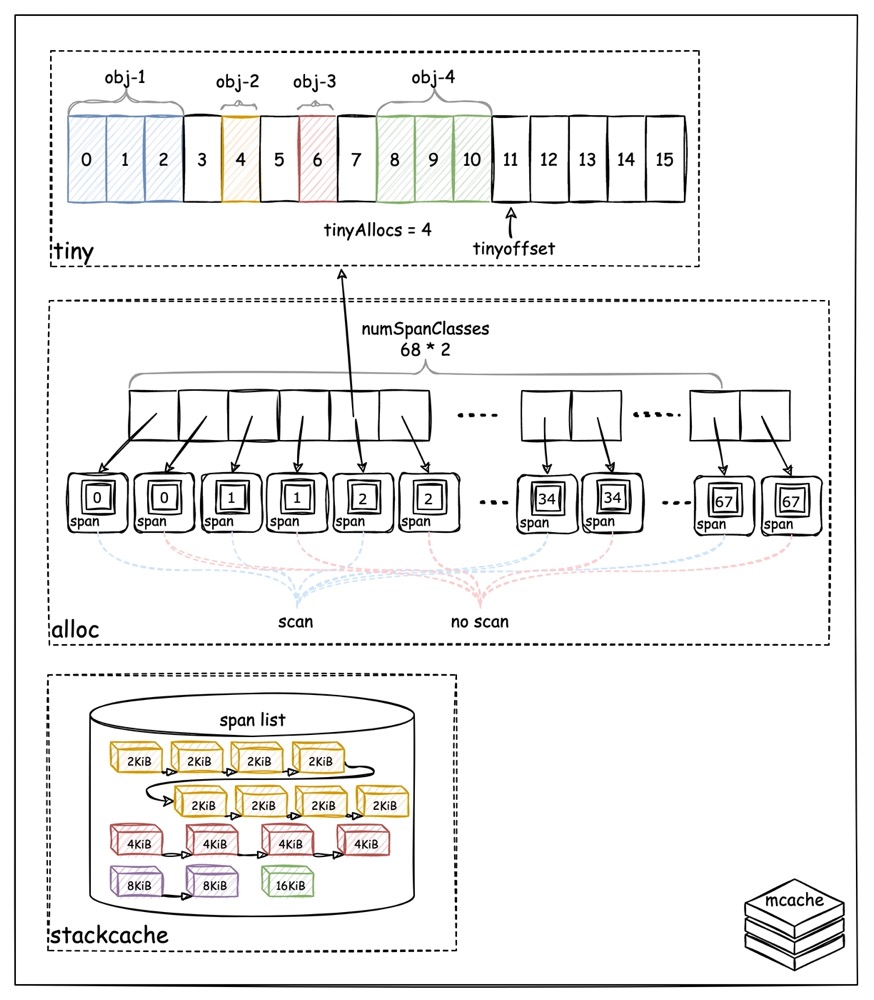 obj-1 obj-2 obj-3 obj-4
0 1 2 3 4 5 6 7 8 9 10 11 12 13 14 15
tinyAllocs = 4
tinyoffset
tiny
numSpanClasses
68 * 2
0 0 1 1 2 2 34 34 67 67
span span span span span span span span span span
scan no scan
alloc
span list
2KiB 2KiB 2KiB 2KiB
2KiB 2KiB 2KiB 2KiB
4KiB 4KiB 4KiB 4KiB
8KiB 8KiB 16KiB
stackcache
mcache